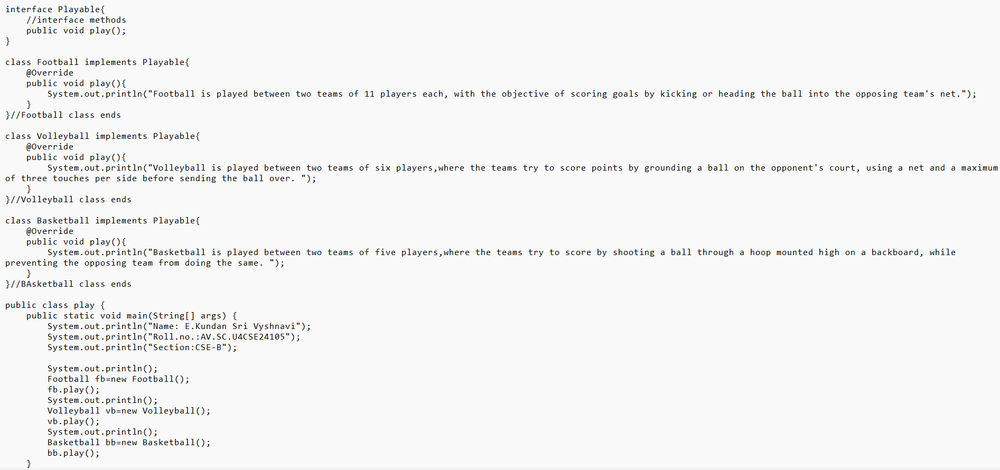 interface Playable{
    //interface methods
    public void play();
}

class Football implements Playable{
    @Override
    public void play(){
        System.out.println("Football is played between two teams of 11 players each, with the objective of scoring goals by kicking or heading the ball into the opposing team's net.");
    }
}//Football class ends

class Volleyball implements Playable{
    @Override
    public void play(){
        System.out.println("Volleyball is played between two teams of six players,where the teams try to score points by grounding a ball on the opponent's court, using a net and a maximum
of three touches per side before sending the ball over. ");
    }
}//Volleyball class ends

class Basketball implements Playable{
    @Override
    public void play(){
        System.out.println("Basketball is played between two teams of five players,where the teams try to score by shooting a ball through a hoop mounted high on a backboard, while
preventing the opposing team from doing the same. ");
    }
}//BAsketball class ends

public class play {
    public static void main(String[] args) {
        System.out.println("Name: E.Kundan Sri Vyshnavi");
        System.out.println("Roll.no.:AV.SC.U4CSE24105");
        System.out.println("Section:CSE-B");

        System.out.println();
        Football fb=new Football();
        fb.play();
        System.out.println();
        Volleyball vb=new Volleyball();
        vb.play();
        System.out.println();
        Basketball bb=new Basketball();
        bb.play();
    }